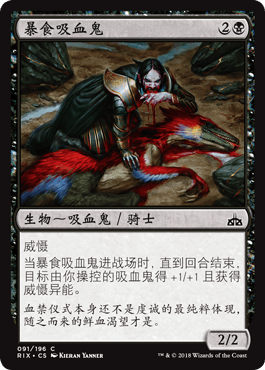 暴食吸血鬼 2
生物～吸血鬼／骑士
威慑
当暴食吸血鬼进战场时，直到回合结束，
目标由你操控的吸血鬼得 +1/+1 且获得
威慑异能。
血禁仪式本身还不是虔诚的最纯粹体现，
随之而来的鲜血渴望才是。
2/2
091/196 C
RIX • CS KIERAN YANNER
™ & © 2018 Wizards of the Coast